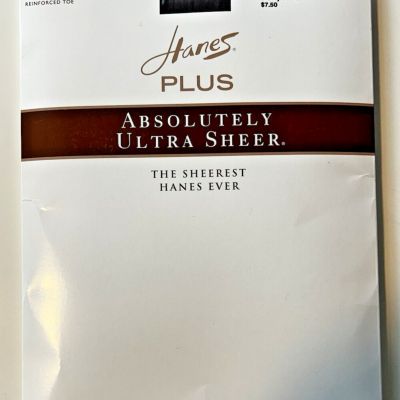 REINFORCED TOE
$7.50
Hanes®
PLUS
ABSOLUTELY
ULTRA SHEER®
THE SHEEREST
HANES EVER